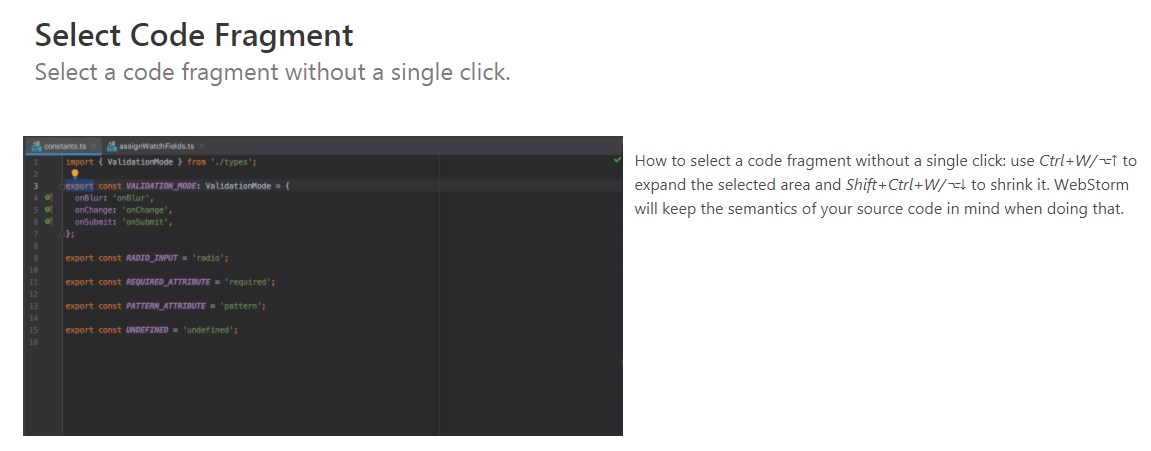 Select Code Fragment
Select a code fragment without a single click.
constants.ts × assignWatchFields.ts ×
1 import { ValidationMode } from './types';
2
3 export const VALIDATION_MODE: ValidationMode = {
4 onBlur: 'onBlur',
5 onChange: 'onChange',
6 onSubmit: 'onSubmit',
7 };
8
9 export const RADIO_INPUT = 'radio';
10
11 export const REQUIRED_ATTRIBUTE = 'required';
12
13 export const PATTERN_ATTRIBUTE = 'pattern';
14
15 export const UNDEFINED = 'undefined';
16
How to select a code fragment without a single click: use Ctrl+W/⌥↑ to
expand the selected area and Shift+Ctrl+W/⌥↓ to shrink it. WebStorm
will keep the semantics of your source code in mind when doing that.